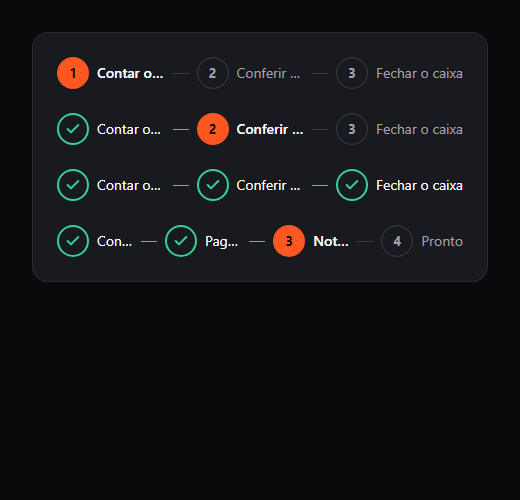 1 Contar o... 2 Conferir ... 3 Fechar o caixa
Contar o... 2 Conferir ... 3 Fechar o caixa
Contar o... Conferir ... Fechar o caixa
Con... Pag... 3 Not... 4 Pronto